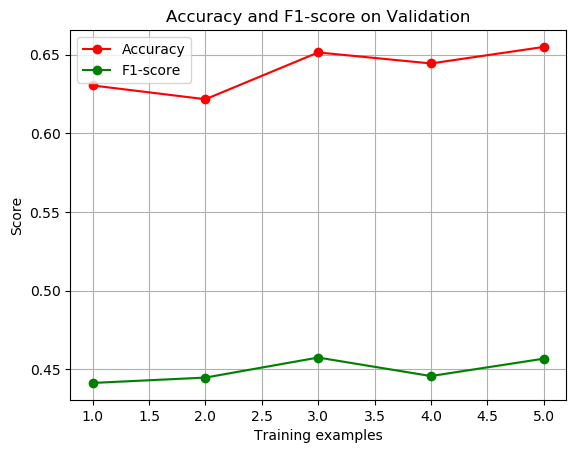 Accuracy and F1-score on Validation
Accuracy
F1-score
0.65
0.60
0.55
0.50
0.45
Score
1.0 1.5 2.0 2.5 3.0 3.5 4.0 4.5 5.0
Training examples